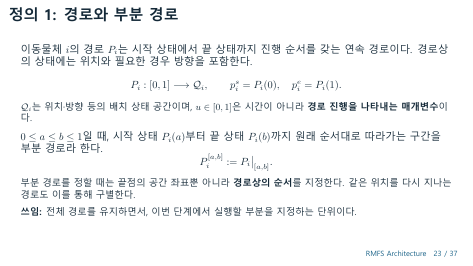 정의 1: 경로와 부분 경로
이동물체 i의 경로 Pᵢ는 시작 상태에서 끝 상태까지 진행 순서를 갖는 연속 경로이다. 경로상
의 상태에는 위치와 필요한 경우 방향을 포함한다.
Pᵢ : [0, 1] ⟶ 𝒬ᵢ, pᵢˢ = Pᵢ(0), pᵢᵉ = Pᵢ(1).
𝒬ᵢ는 위치·방향 등의 배치 상태 공간이며, u ∈ [0, 1]은 시간이 아니라 경로 진행을 나타내는 매개변수이
다.
0 ≤ a ≤ b ≤ 1일 때, 시작 상태 Pᵢ(a)부터 끝 상태 Pᵢ(b)까지 원래 순서대로 따라가는 구간을
부분 경로라 한다.
Pᵢ^[a,b] := Pᵢ|[a,b].
부분 경로를 정할 때는 끝점의 공간 좌표뿐 아니라 경로상의 순서를 지정한다. 같은 위치를 다시 지나는
경로도 이를 통해 구별한다.
쓰임: 전체 경로를 유지하면서, 이번 단계에서 실행할 부분을 지정하는 단위이다.
RMFS Architecture 23 / 37